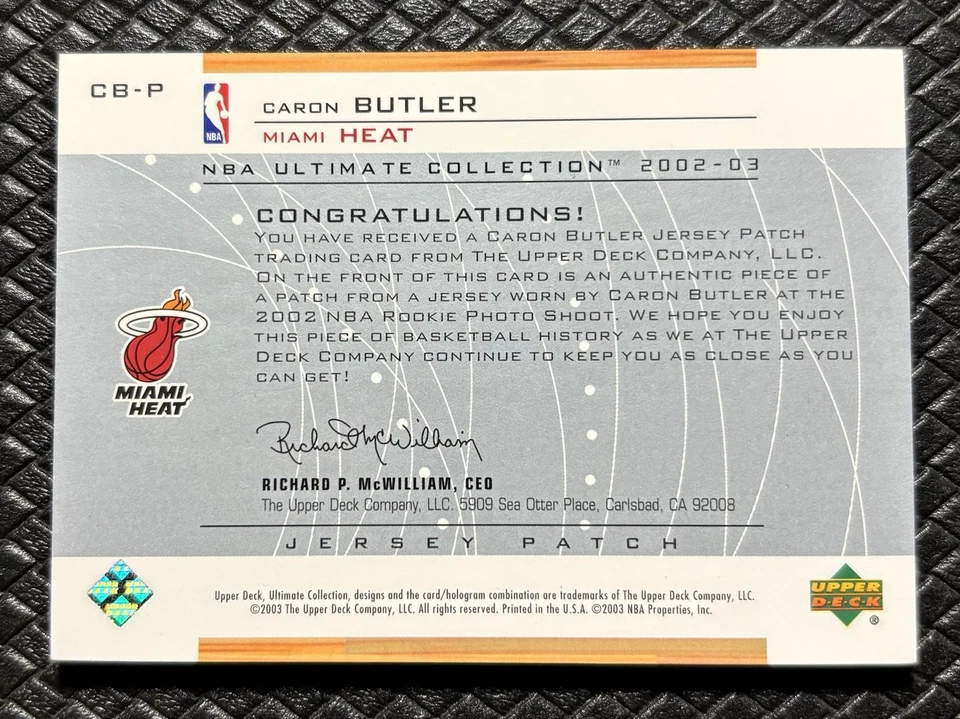 CB-P
NBA
CARON BUTLER
MIAMI HEAT
NBA ULTIMATE COLLECTION™ 2002-03
CONGRATULATIONS!
YOU HAVE RECEIVED A CARON BUTLER JERSEY PATCH
TRADING CARD FROM THE UPPER DECK COMPANY, LLC.
ON THE FRONT OF THIS CARD IS AN AUTHENTIC PIECE OF
A PATCH FROM A JERSEY WORN BY CARON BUTLER AT THE
2002 NBA ROOKIE PHOTO SHOOT. WE HOPE YOU ENJOY
THIS PIECE OF BASKETBALL HISTORY AS WE AT THE UPPER
DECK COMPANY CONTINUE TO KEEP YOU AS CLOSE AS YOU
CAN GET!
MIAMI
HEAT
Richard McWilliam
RICHARD P. McWILLIAM, CEO
The Upper Deck Company, LLC. 5909 Sea Otter Place, Carlsbad, CA 92008
JERSEY PATCH
Upper Deck, Ultimate Collection, designs and the card/hologram combination are trademarks of The Upper Deck Company, LLC.
©2003 The Upper Deck Company, LLC. All rights reserved. Printed in the U.S.A. ©2003 NBA Properties, Inc.
UPPER
DECK
®